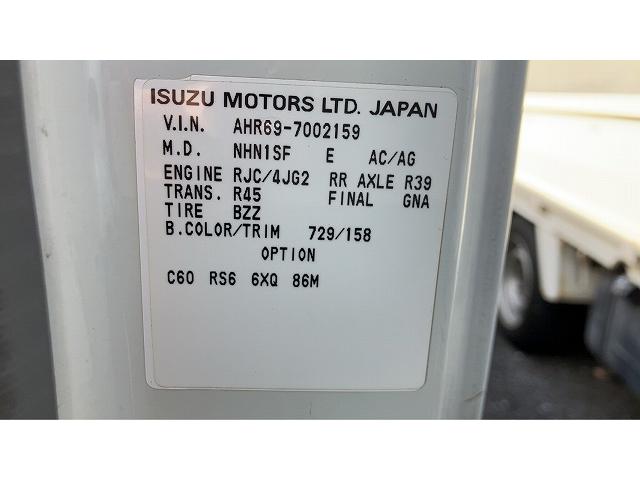 ISUZU MOTORS LTD. JAPAN
V.I.N. AHR69-7002159
M.D. NHN1SF E AC/AG
ENGINE RJC/4JG2 RR AXLE R39
TRANS. R45 FINAL GNA
TIRE BZZ
B.COLOR/TRIM 729/158
OPTION
C60 RS6 6XQ 86M